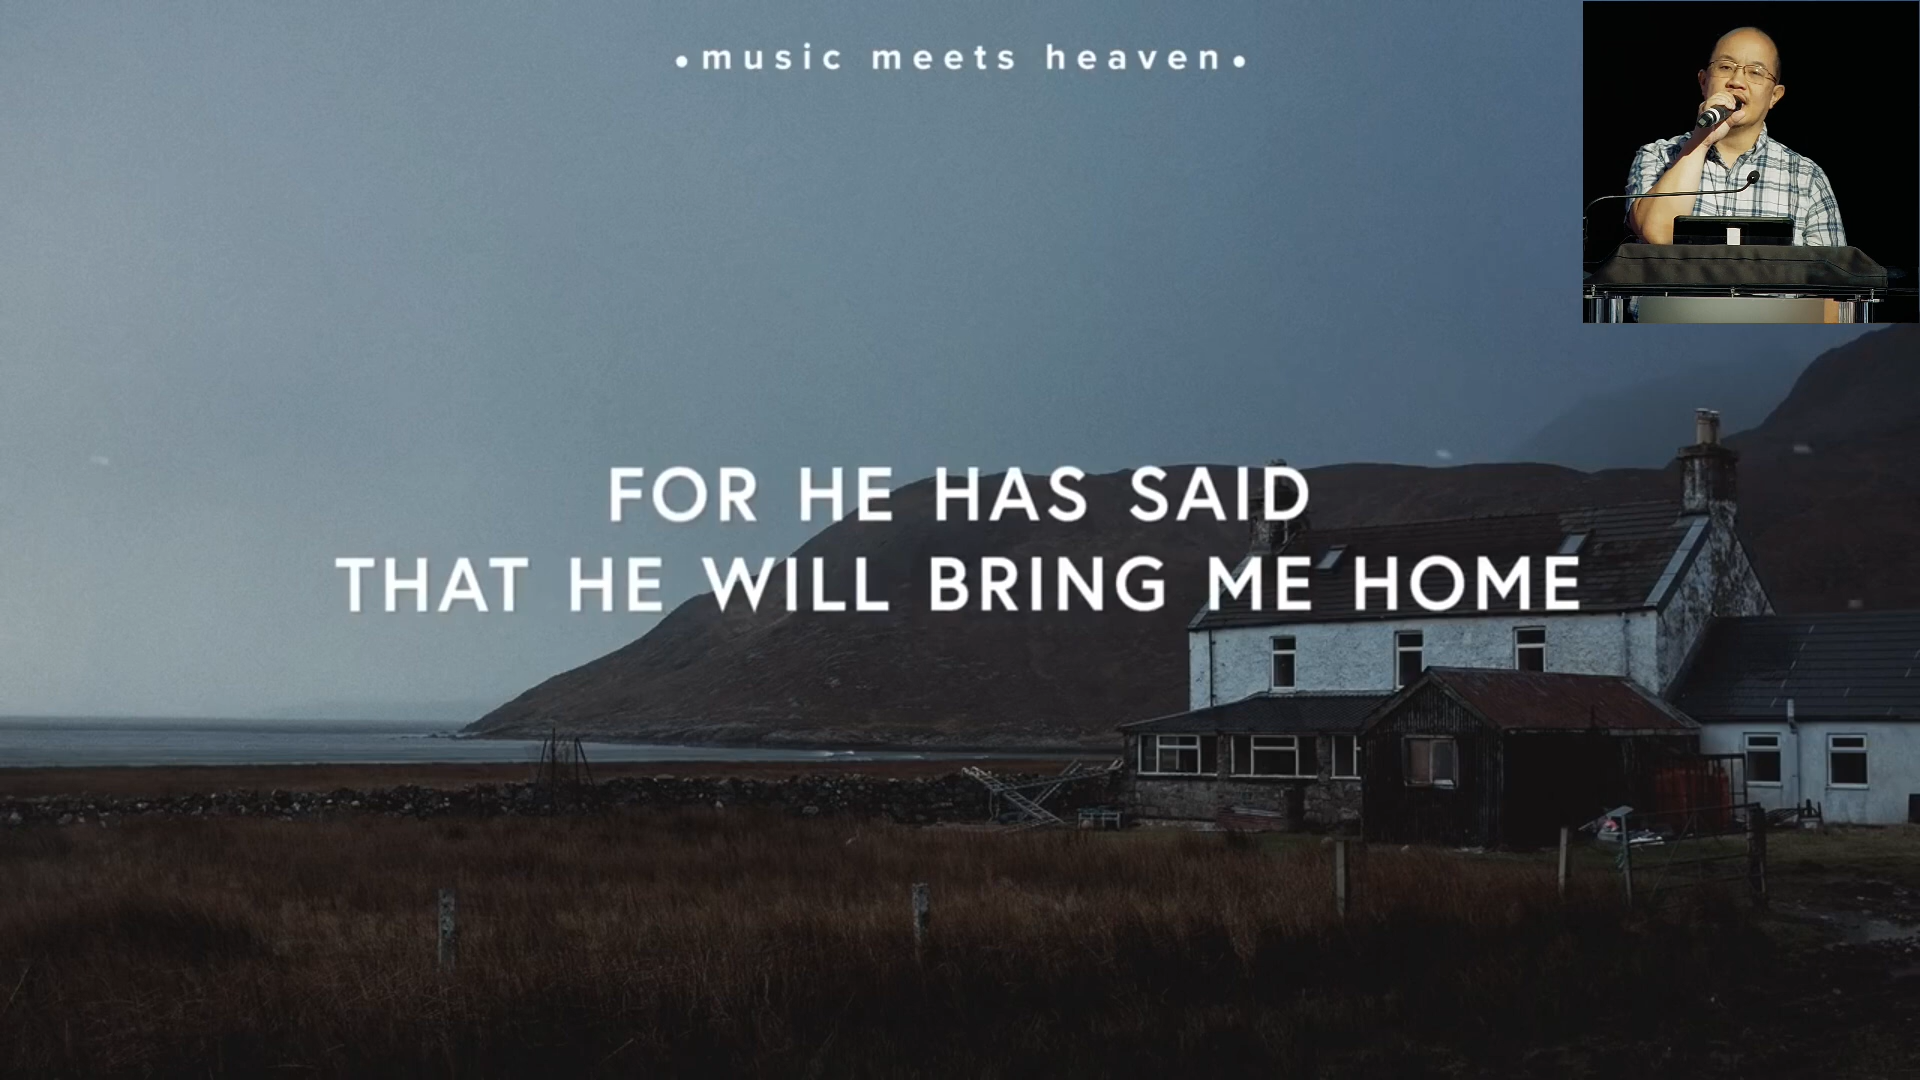 •music meets heaven•
FOR HE HAS SAID
THAT HE WILL BRING ME HOME